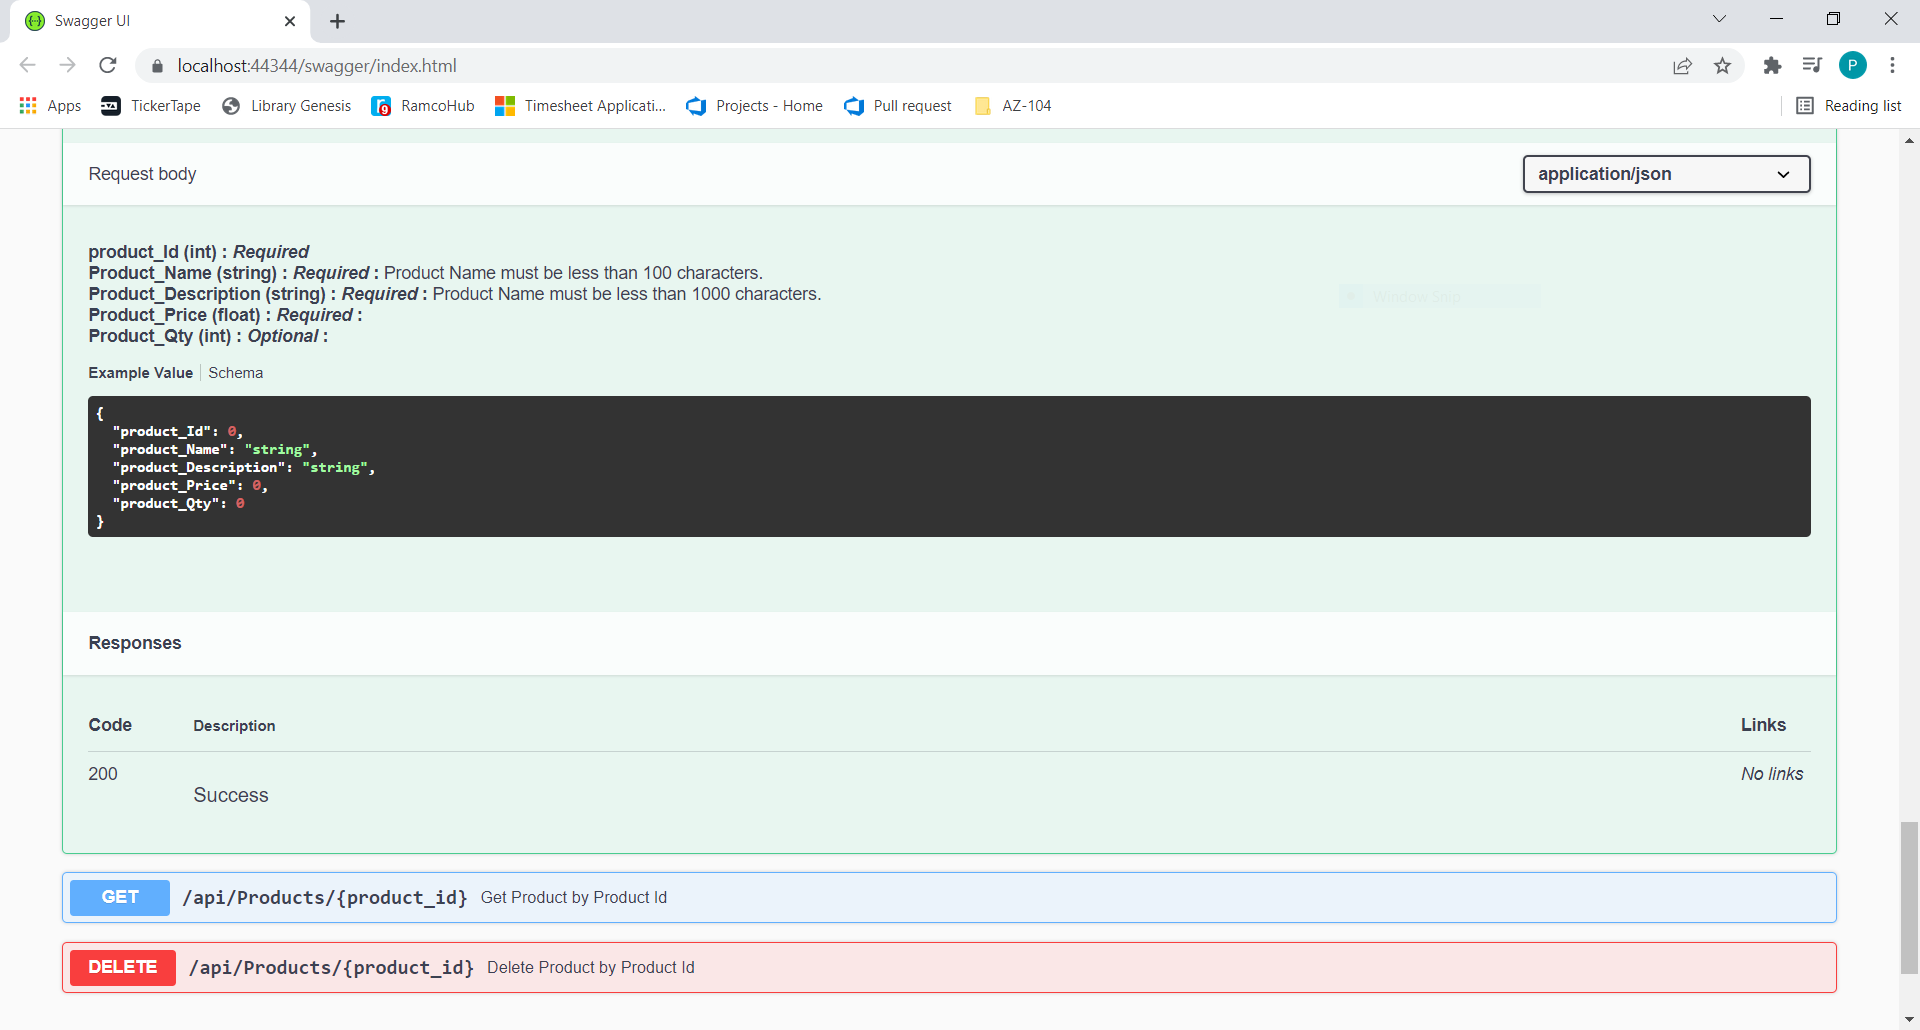 Swagger UI
localhost:44344/swagger/index.html
P
Apps
TickerTape
Library Genesis
RamcoHub
Timesheet Applicati...
Projects - Home
Pull request
AZ-104
Reading list
Request body
application/json
product_Id (int) : Required
Product_Name (string) : Required : Product Name must be less than 100 characters.
Product_Description (string) : Required : Product Name must be less than 1000 characters.
Window Snip
Product_Price (float) : Required :
Product_Qty (int) : Optional :
Example Value
Schema
{
"product_Id": 0,
"product_Name": "string",
"product_Description": "string",
"product_Price": 0,
"product_Qty": 0
}
Responses
Code
Description
Links
200
No links
Success
GET
/api/Products/{product_id}
Get Product by Product Id
DELETE
/api/Products/{product_id}
Delete Product by Product Id